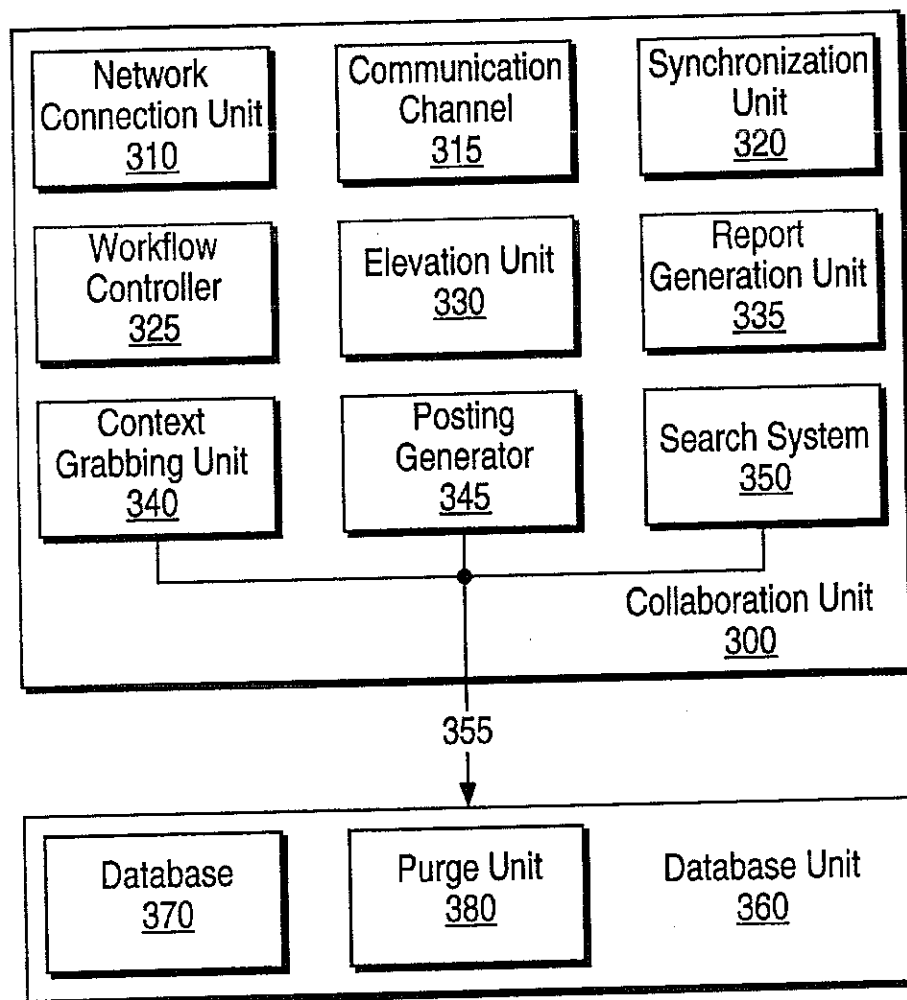 Network
Connection Unit
310
Communication
Channel
315
Synchronization
Unit
320
Workflow
Controller
325
Elevation Unit
330
Report
Generation Unit
335
Context
Grabbing Unit
340
Posting
Generator
345
Search System
350
Collaboration Unit
300
355
Database
370
Purge Unit
380
Database Unit
360